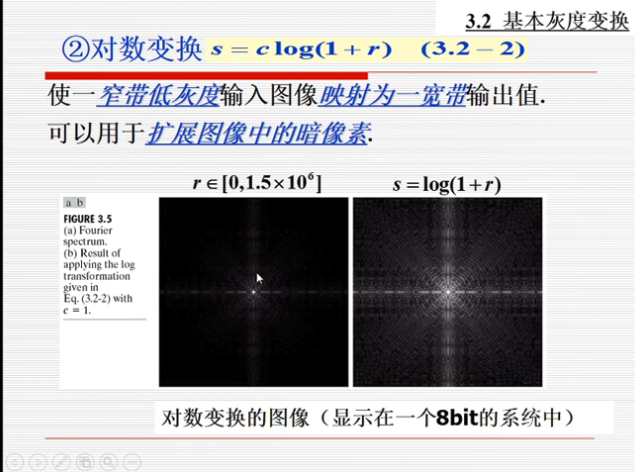 3.2 基本灰度变换
②对数变换 s = c log(1 + r) (3.2 − 2)
使一窄带低灰度输入图像映射为一宽带输出值.
可以用于扩展图像中的暗像素.
r ∈ [0,1.5×10⁶]
s = log(1+r)
a b
FIGURE 3.5
(a) Fourier
spectrum.
(b) Result of
applying the log
transformation
given in
Eq. (3.2-2) with
c = 1.
对数变换的图像（显示在一个8bit的系统中）